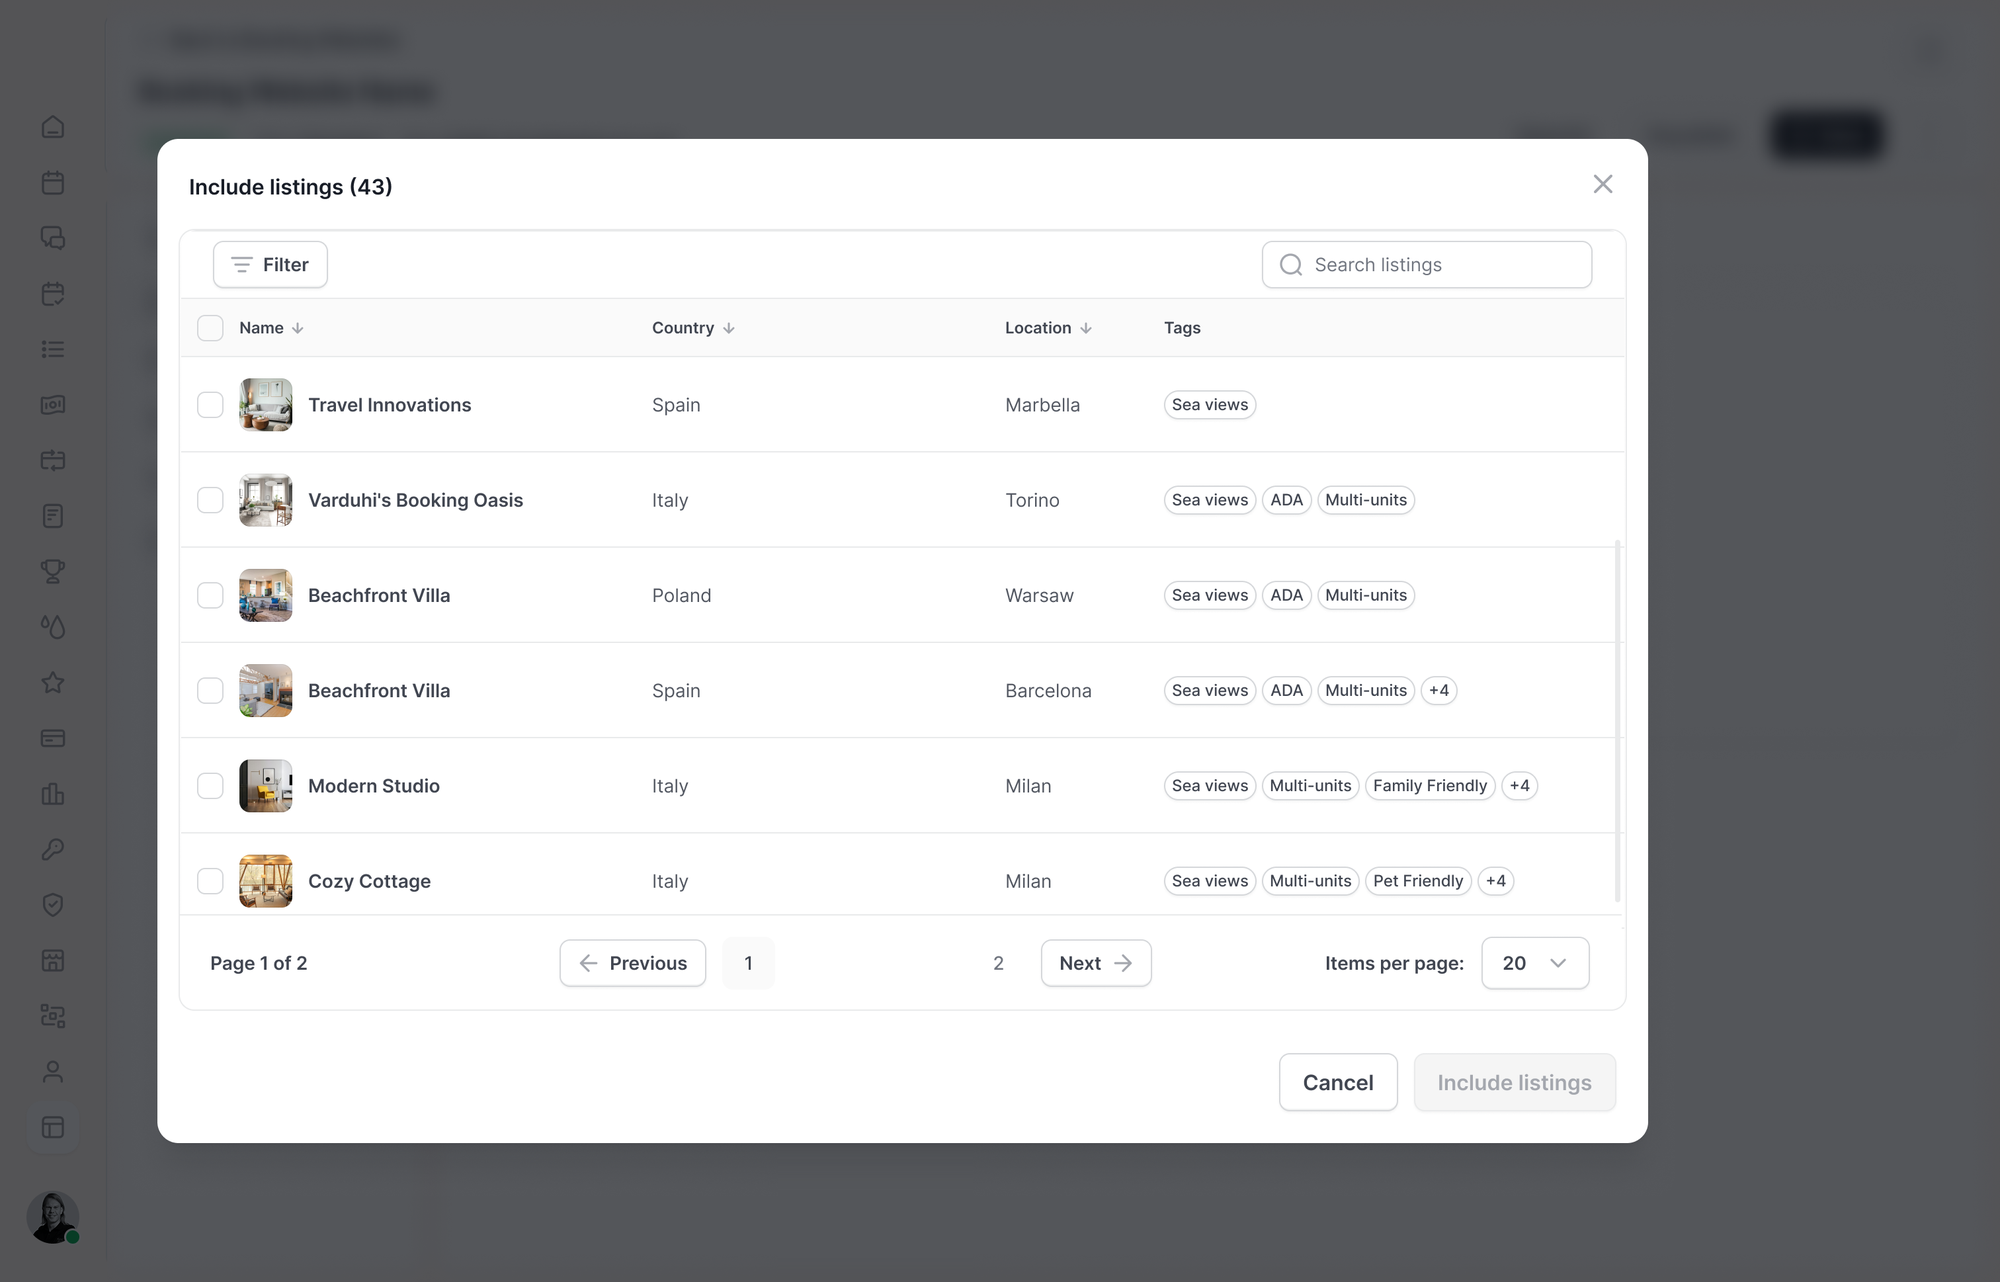 Include listings (43)
Filter
Search listings
Name Country Location Tags
Travel Innovations Spain Marbella Sea views
Varduhi's Booking Oasis Italy Torino Sea views ADA Multi-units
Beachfront Villa Poland Warsaw Sea views ADA Multi-units
Beachfront Villa Spain Barcelona Sea views ADA Multi-units +4
Modern Studio Italy Milan Sea views Multi-units Family Friendly +4
Cozy Cottage Italy Milan Sea views Multi-units Pet Friendly +4
Page 1 of 2 Previous 1 2 Next Items per page: 20
Cancel Include listings